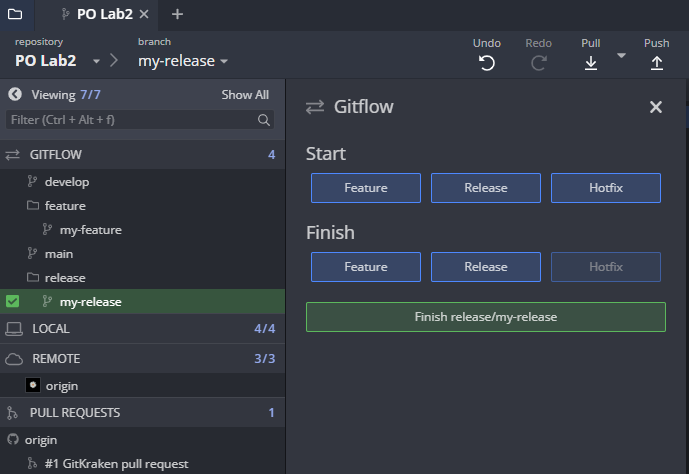 PO Lab2
repository
PO Lab2
branch
my-release
Undo
Redo
Pull
Push
Viewing 7/7
Show All
Filter (Ctrl + Alt + f)
GITFLOW 4
develop
feature
my-feature
main
release
my-release
LOCAL 4/4
REMOTE 3/3
origin
PULL REQUESTS 1
origin
#1 GitKraken pull request
Gitflow
Start
Feature Release Hotfix
Finish
Feature Release Hotfix
Finish release/my-release